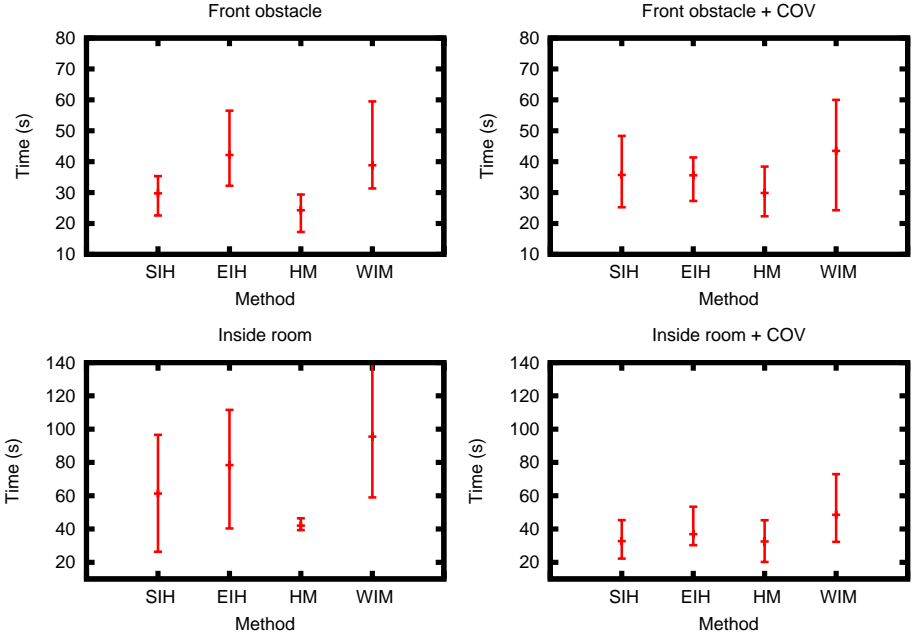 Front obstacle
80
70
60
50
40
30
20
10
Time (s)
SIH EIH HM WIM
Method
Front obstacle + COV
80
70
60
50
40
30
20
10
Time (s)
SIH EIH HM WIM
Method
Inside room
140
120
100
80
60
40
20
Time (s)
SIH EIH HM WIM
Method
Inside room + COV
140
120
100
80
60
40
20
Time (s)
SIH EIH HM WIM
Method